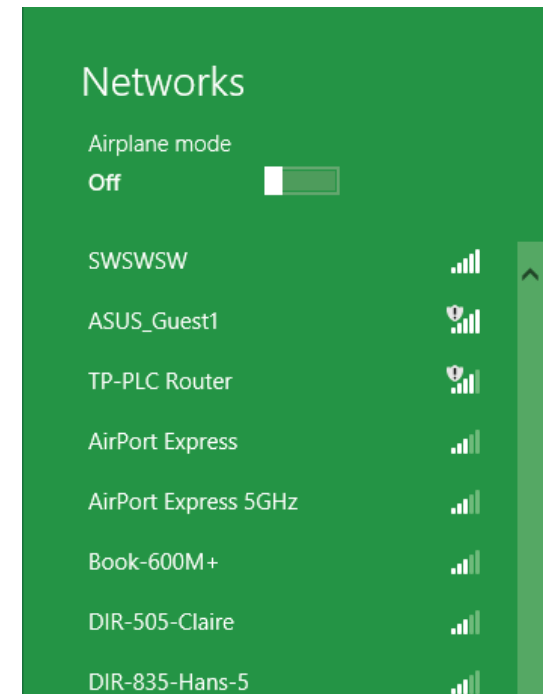 Networks
Airplane mode
Off
SWSWSW
ASUS_Guest1
TP-PLC Router
AirPort Express
AirPort Express 5GHz
Book-600M+
DIR-505-Claire
DIR-835-Hans-5